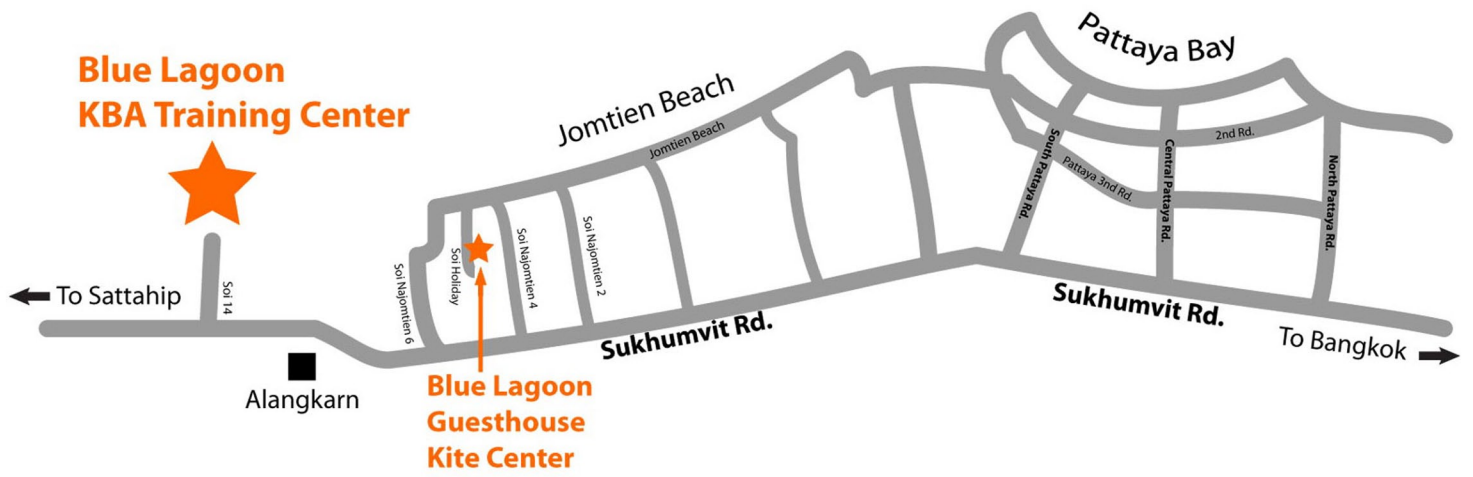 Blue Lagoon
KBA Training Center
Pattaya Bay
Jomtien Beach
Jomtien Beach
2nd Rd.
South Pattaya Rd.
Pattaya 3nd Rd.
Central Pattaya Rd.
North Pattaya Rd.
Soi Najomtien 6
Soi Holiday
Soi Najomtien 4
Soi Najomtien 2
To Sattahip
Soi 14
Sukhumvit Rd.
Sukhumvit Rd.
To Bangkok
Alangkarn
Blue Lagoon
Guesthouse
Kite Center